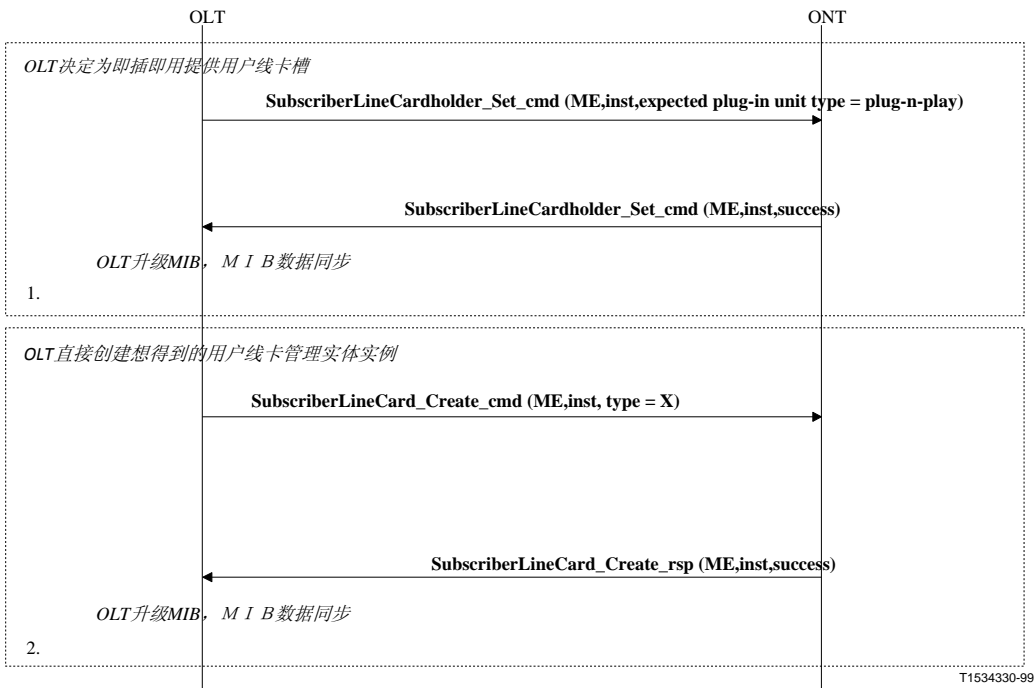 OLT
ONT
OLT决定为即插即用提供用户线卡槽
SubscriberLineCardholder_Set_cmd (ME,inst,expected plug-in unit type = plug-n-play)
SubscriberLineCardholder_Set_cmd (ME,inst,success)
OLT升级MIB，ＭＩＢ数据同步
1.
OLT直接创建想得到的用户线卡管理实体实例
SubscriberLineCard_Create_cmd (ME,inst, type = X)
SubscriberLineCard_Create_rsp (ME,inst,success)
OLT升级MIB，ＭＩＢ数据同步
2.
T1534330-99